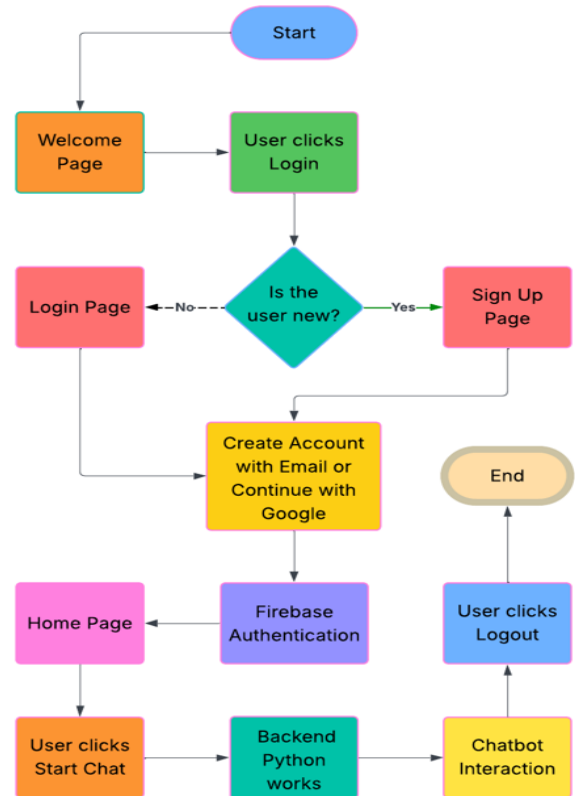 Start
Welcome
Page
User clicks
Login
Login Page
No
Is the
user new?
Yes
Sign Up
Page
Create Account
with Email or
Continue with
Google
End
Home Page
Firebase
Authentication
User clicks
Logout
User clicks
Start Chat
Backend
Python
works
Chatbot
Interaction